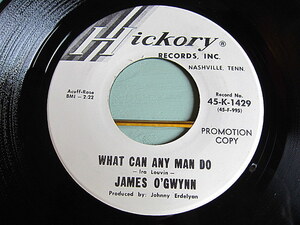 Hickory®
RECORDS, INC.
NASHVILLE, TENN.
Acuff-Rose
BMI - 2:22
Record No.
45-K-1429
(45-F-995)
PROMOTION
COPY
WHAT CAN ANY MAN DO
- Ira Louvin -
JAMES O'GWYNN
Produced by: Johnny Erdelyan